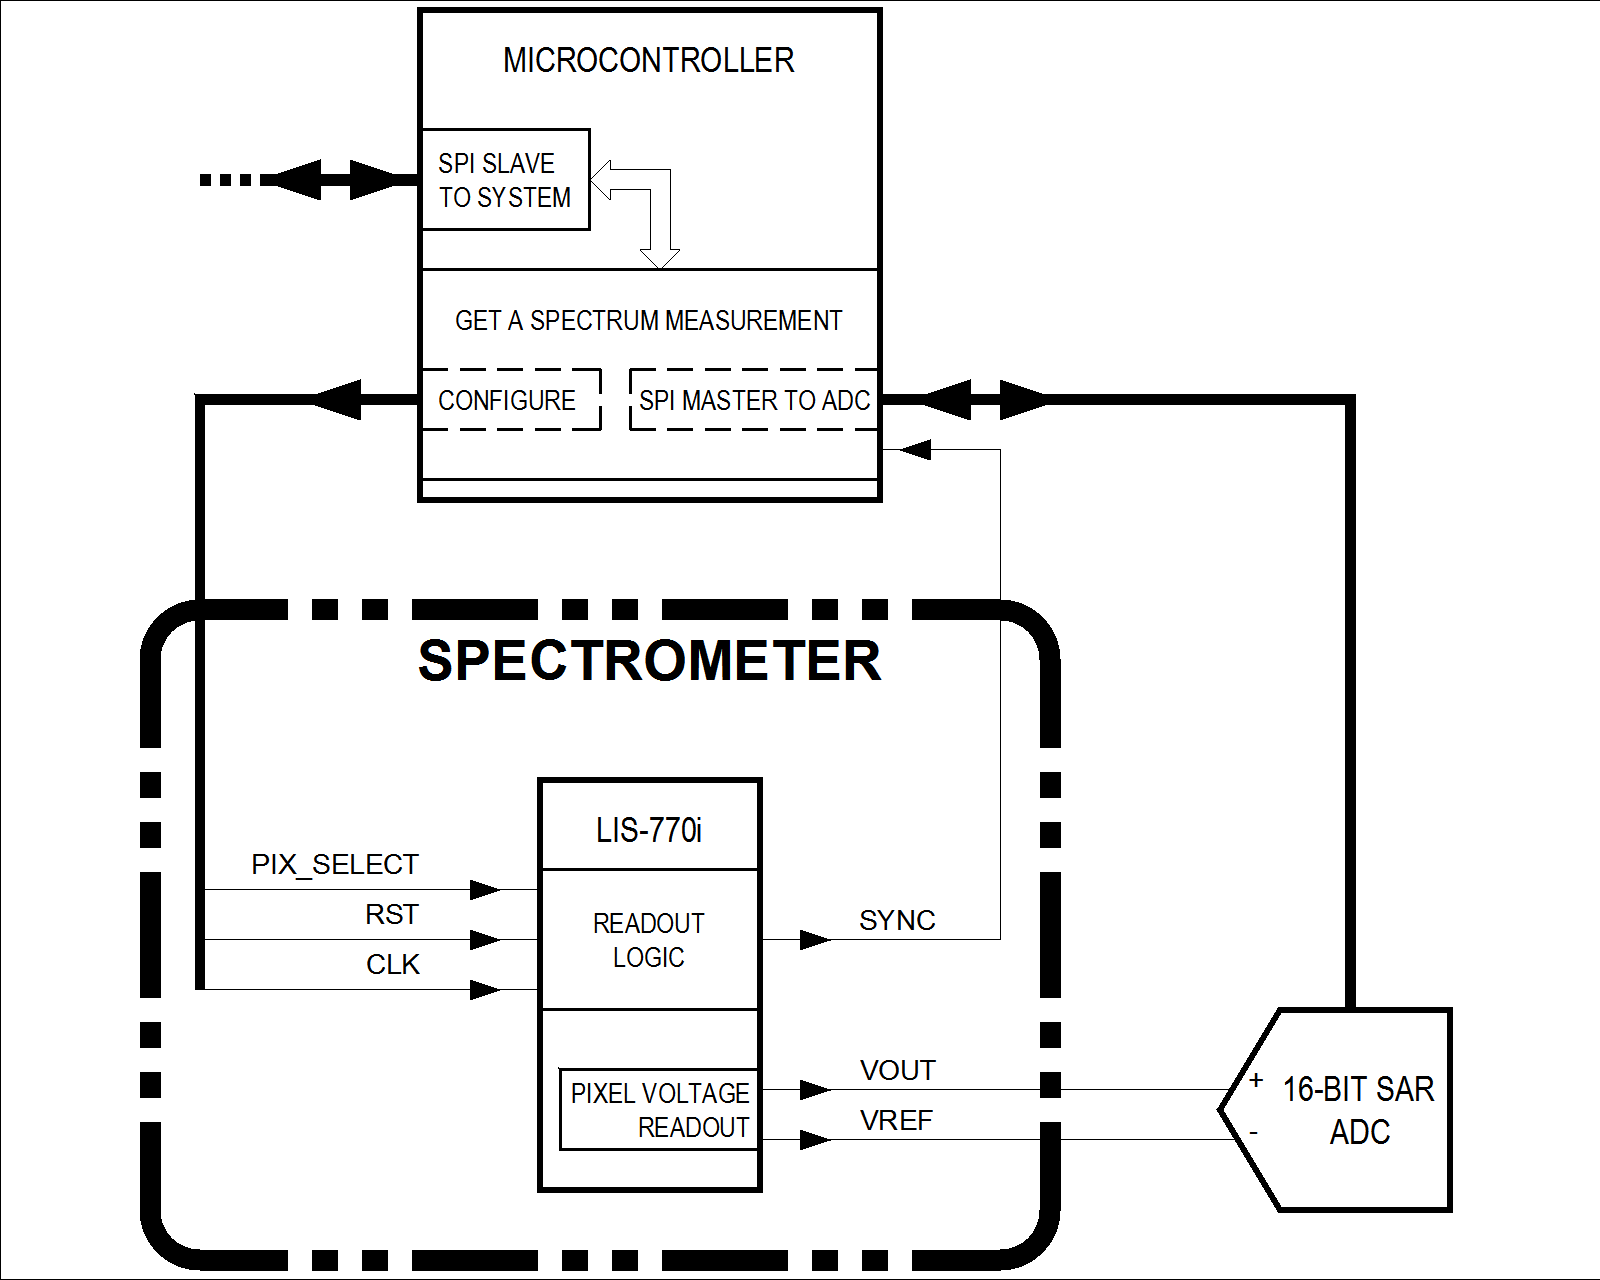 MICROCONTROLLER
SPI SLAVE
TO SYSTEM
GET A SPECTRUM MEASUREMENT
CONFIGURE
SPI MASTER TO ADC
SPECTROMETER
LIS-770i
PIX_SELECT
RST
CLK
READOUT
LOGIC
SYNC
PIXEL VOLTAGE
READOUT
VOUT
VREF
+
-
16-BIT SAR
ADC